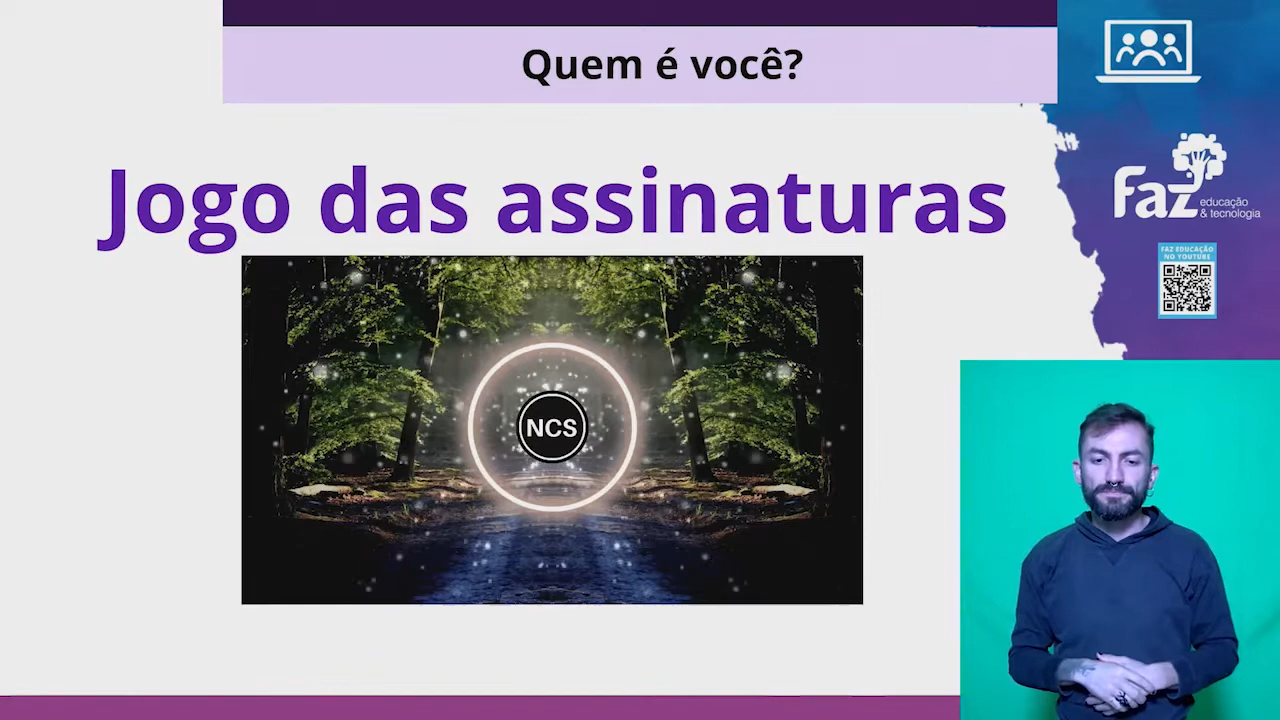 Quem é você?
Jogo das assinaturas
NCS
Faz
educação
& tecnologia
FAZ EDUCAÇÃO
NO YOUTUBE